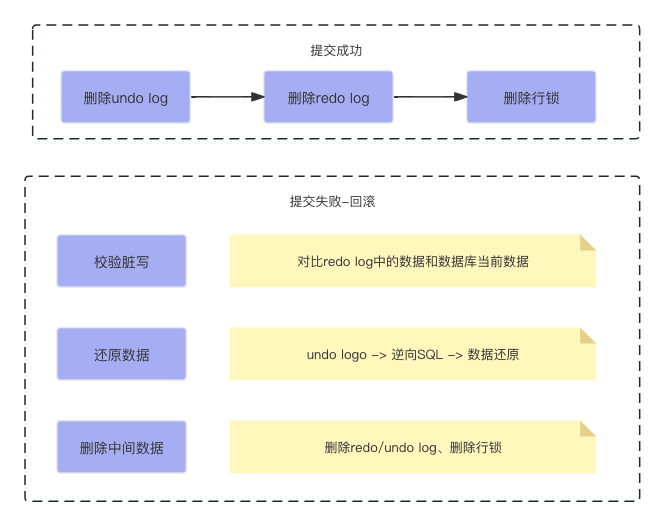 提交成功
删除undo log
删除redo log
删除行锁
提交失败-回滚
校验脏写
对比redo log中的数据和数据库当前数据
还原数据
undo logo -> 逆向SQL -> 数据还原
删除中间数据
删除redo/undo log、删除行锁